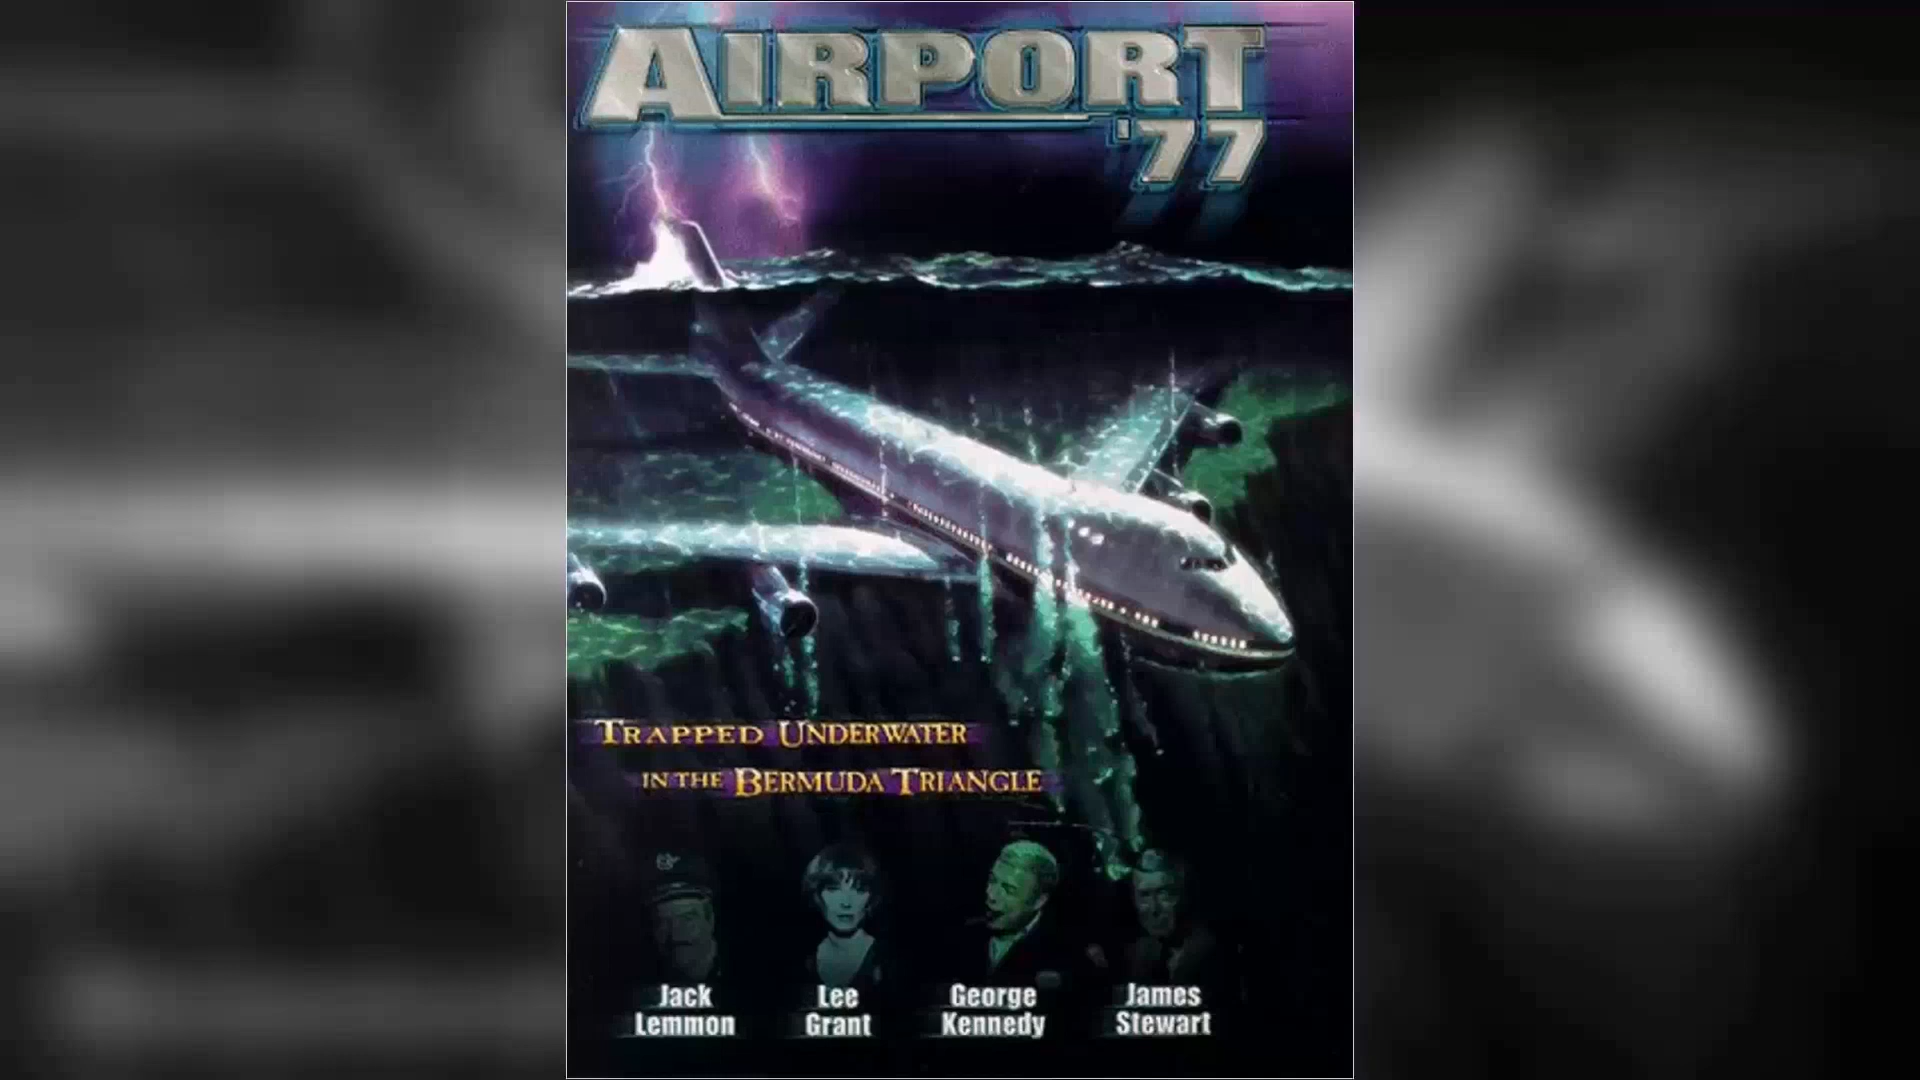 AIRPORT
'77
TRAPPED UNDERWATER
IN THE BERMUDA TRIANGLE
Jack
Lemmon
Lee
Grant
George
Kennedy
James
Stewart